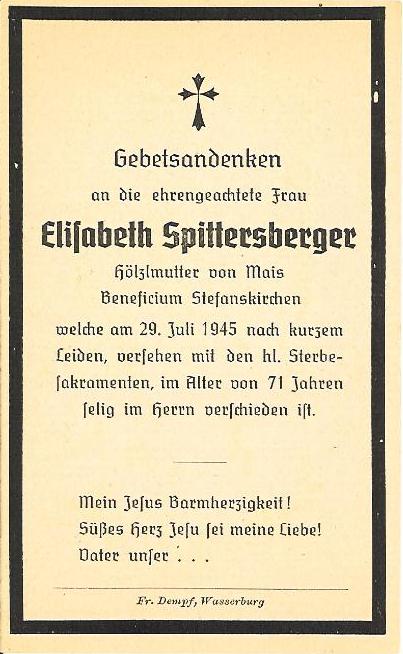 Gebetsandenken
an die ehrengeachtete Frau
Elisabeth Spittersberger
Hölzlmutter von Mais
Beneficium Stefanskirchen
welche am 29. Juli 1945 nach kurzem
Leiden, versehen mit den hl. Sterbe-
sakramenten, im Alter von 71 Jahren
selig im Herrn verschieden ist.
Mein Jesus Barmherzigkeit!
Süßes Herz Jesu sei meine Liebe!
Vater unser . . .
Fr. Dempf, Wasserburg